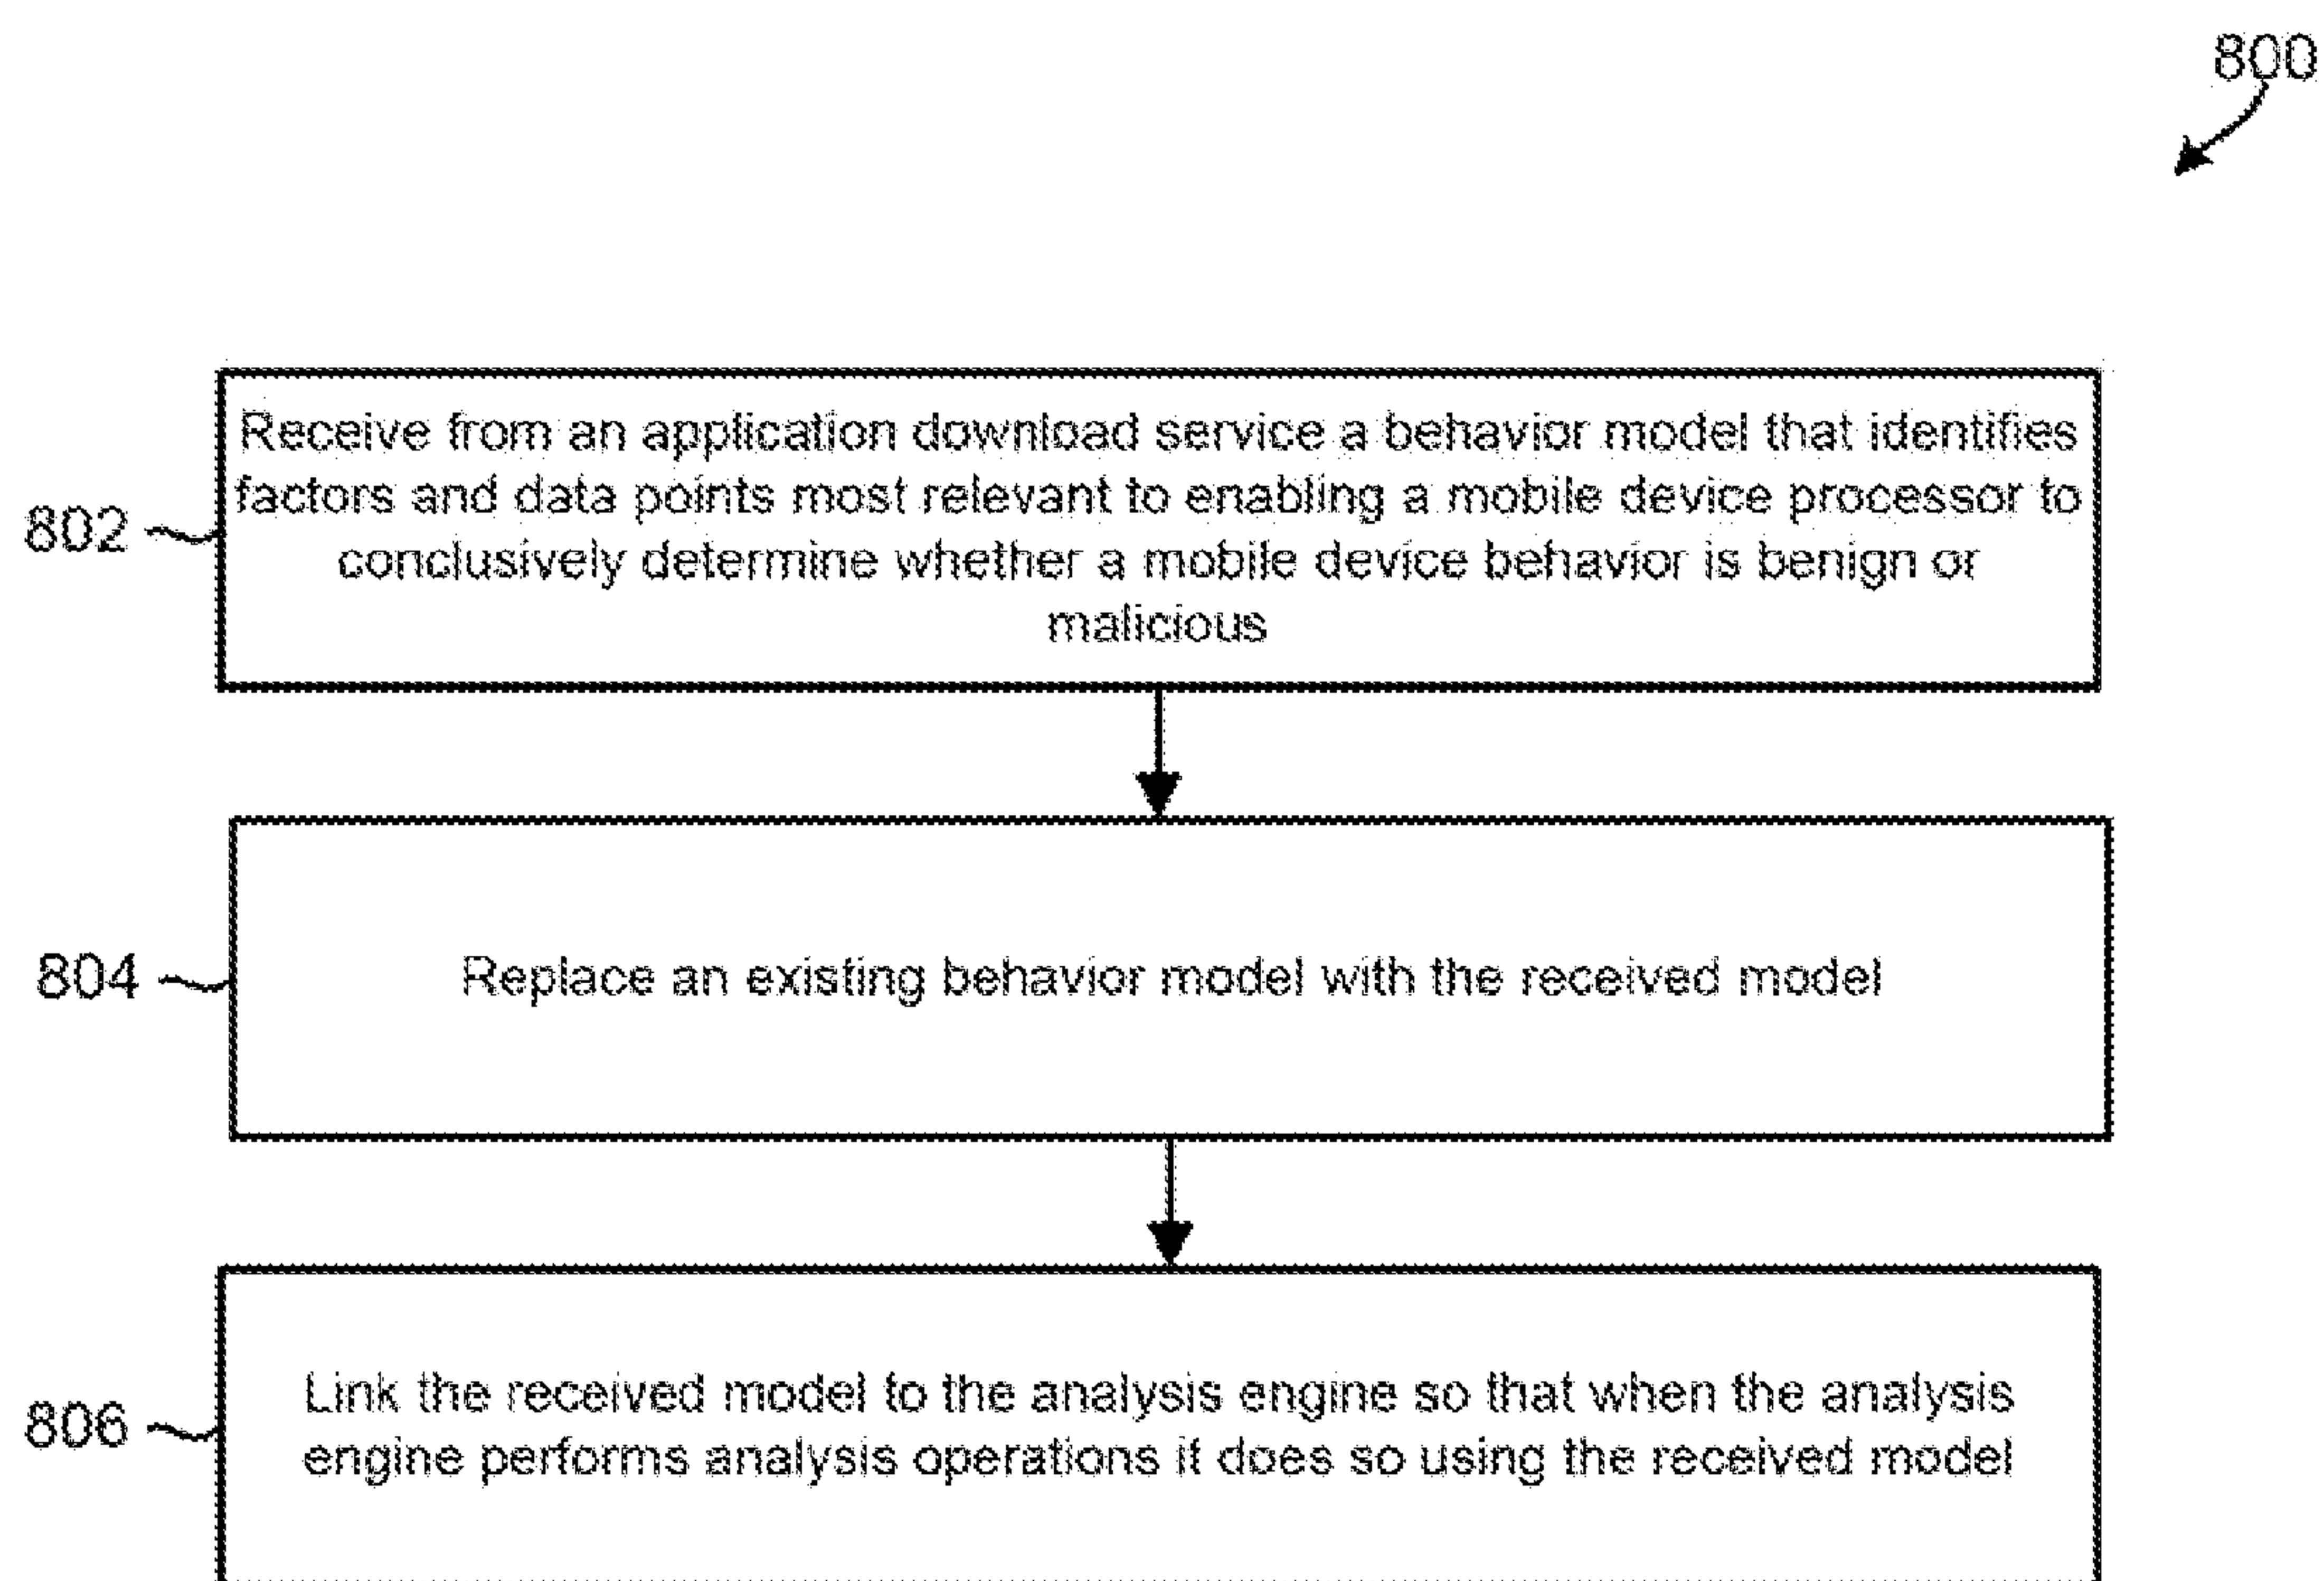 800
Receive from an application download service a behavior model that identifies
factors and data points most relevant to enabling a mobile device processor to
conclusively determine whether a mobile device behavior is benign or
malicious
802
Replace an existing behavior model with the received model
804
Link the received model to the analysis engine so that when the analysis
engine performs analysis operations it does so using the received model
806